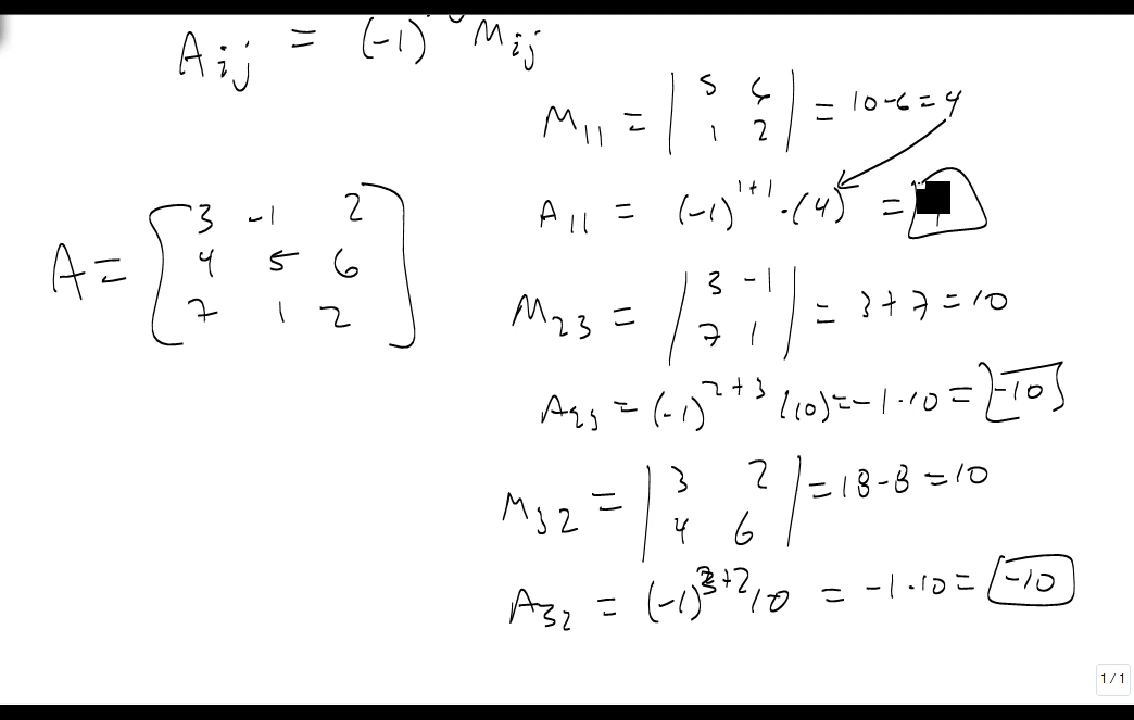 A_ij = (-1) M_ij
M_11 = | 5 6 | = 10-6 = 4
| 1 2 |
A_11 = (-1)^1+1 · (4) =
A = [ 3 -1 2
4 5 6
7 1 2 ]
M_23 = | 3 -1 | = 3+7 = 10
| 7 1 |
A_23 = (-1)^2+3 (10) = -1·10 = -10
M_32 = | 3 2 | = 18-8 = 10
| 4 6 |
A_32 = (-1)^3+2 10 = -1·10 = -10
1/1